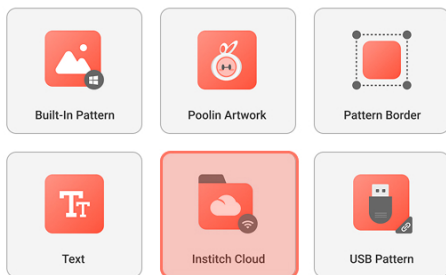 Built-In Pattern
Poolin Artwork
Pattern Border
Text
Institch Cloud
USB Pattern